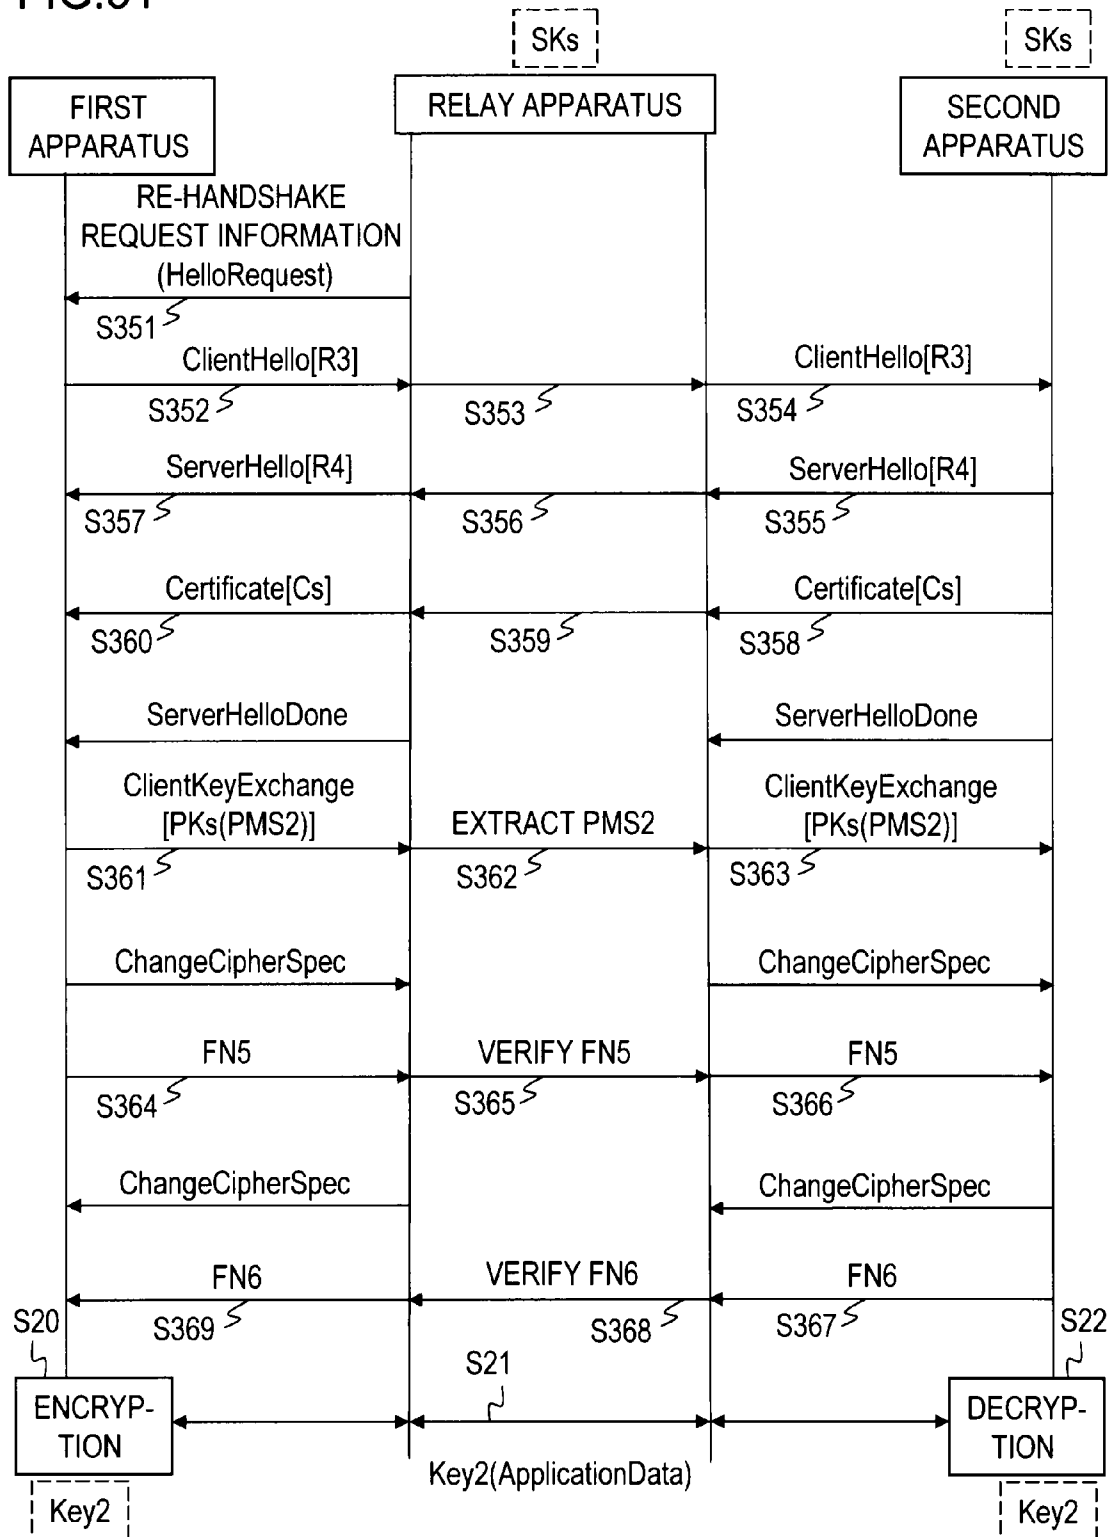 FIG.31
SKs
SKs
FIRST
APPARATUS
RELAY APPARATUS
SECOND
APPARATUS
RE-HANDSHAKE
REQUEST INFORMATION
(HelloRequest)
S351
ClientHello[R3]
ClientHello[R3]
S352
S353
S354
ServerHello[R4]
ServerHello[R4]
S357
S356
S355
Certificate[Cs]
Certificate[Cs]
S360
S359
S358
ServerHelloDone
ServerHelloDone
ClientKeyExchange
[PKs(PMS2)]
EXTRACT PMS2
ClientKeyExchange
[PKs(PMS2)]
S361
S362
S363
ChangeCipherSpec
ChangeCipherSpec
FN5
VERIFY FN5
FN5
S364
S365
S366
ChangeCipherSpec
ChangeCipherSpec
FN6
VERIFY FN6
FN6
S20
S369
S368
S367
S22
S21
ENCRYP-
TION
DECRYP-
TION
Key2(ApplicationData)
Key2
Key2